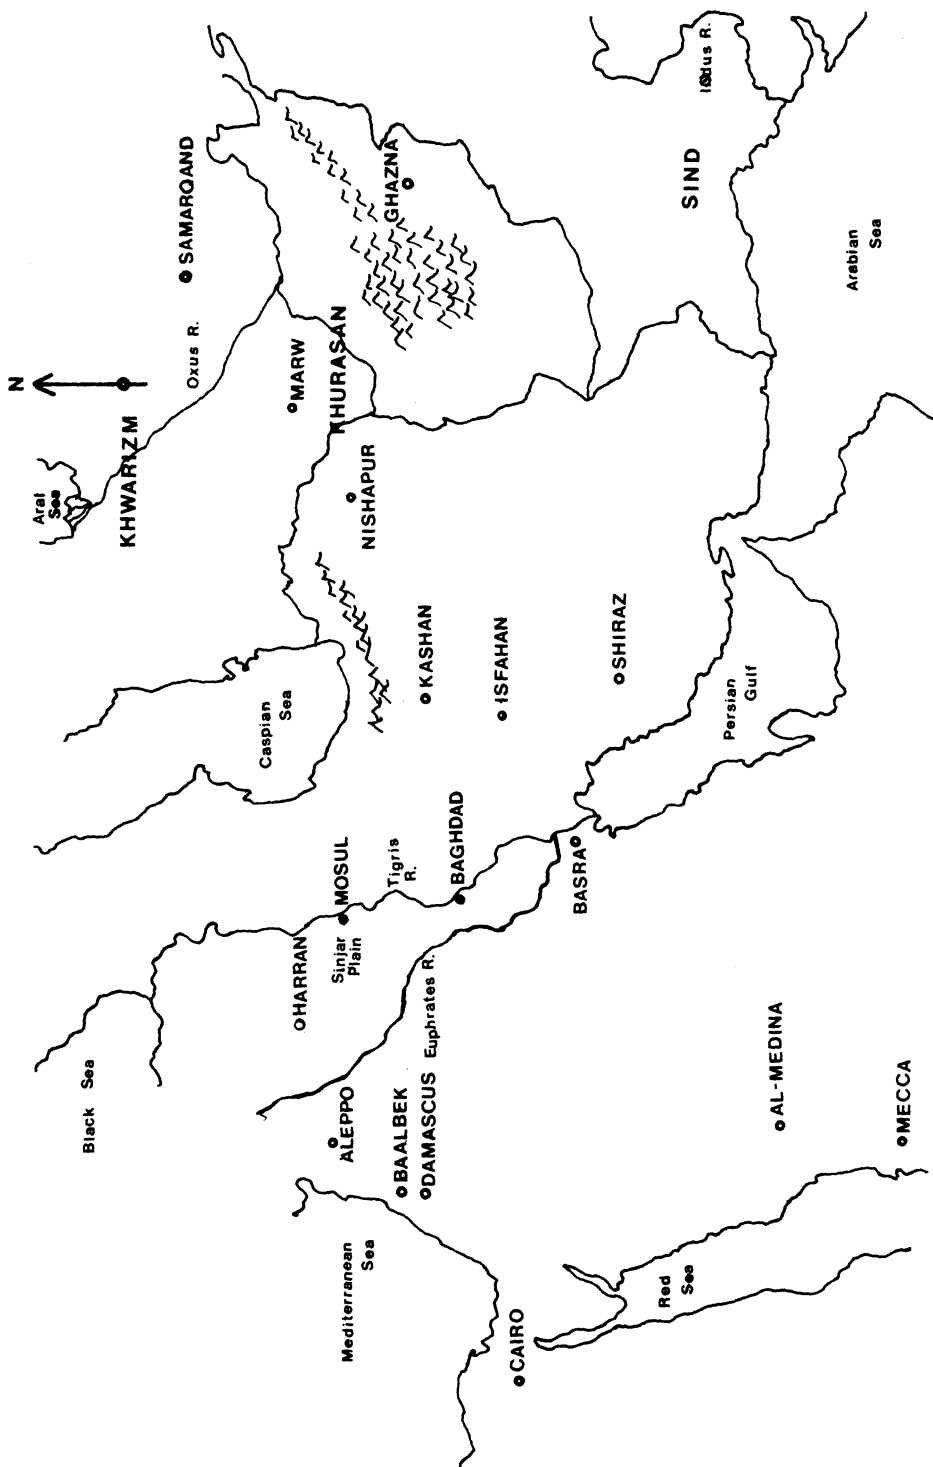 N
Aral
Sea
Black Sea
KHWARIZM
SAMARQAND
Oxus R.
Caspian
Sea
OHARRAN
MARW
KHURASAN
MOSUL
Sinjar
Plain
ALEPPO
Mediterranean
Sea
NISHAPUR
GHAZNA
Tigris
R.
BAALBEK
KASHAN
DAMASCUS
Euphrates R.
BAGHDAD
ISFAHAN
CAIRO
BASRA
SHIRAZ
Red
Sea
SIND
Indus R.
Persian
Gulf
AL-MEDINA
Arabian
Sea
MECCA